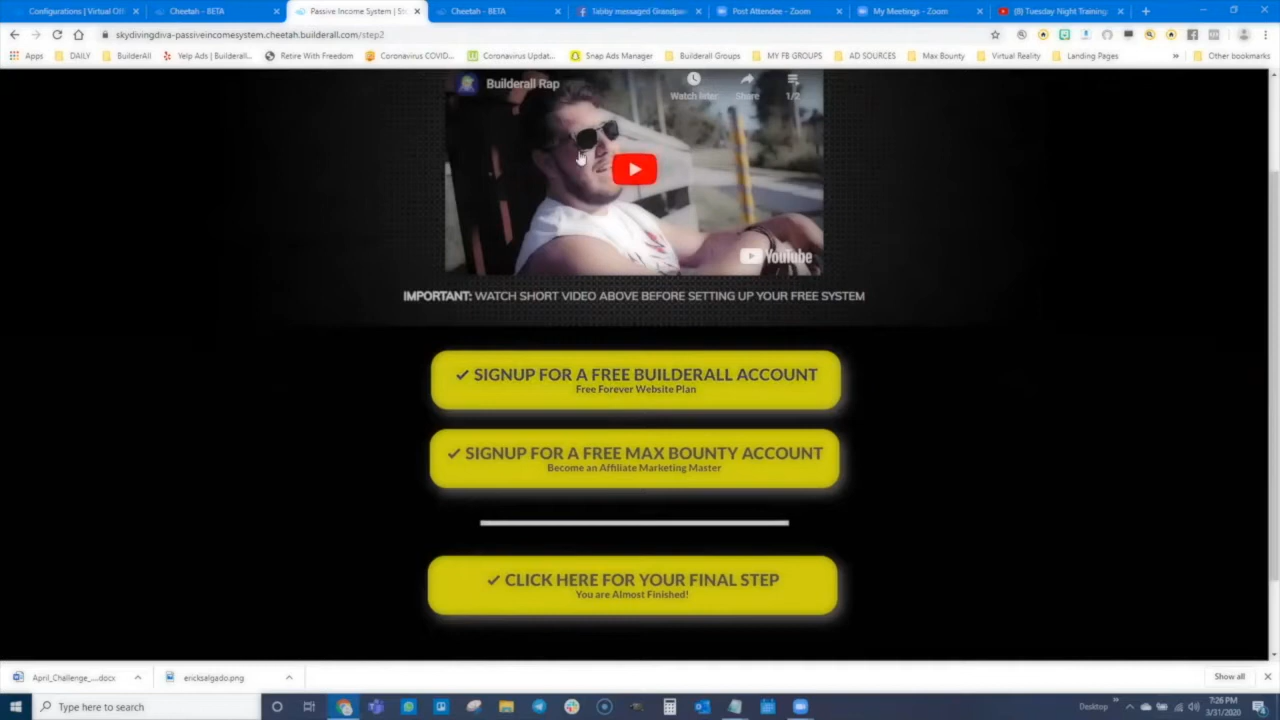 Configurations | Virtual Off
Cheetah - BETA
Passive Income System | St
Cheetah - BETA
Tabby messaged Grandpa
Post Attendee - Zoom
My Meetings - Zoom
Tuesday Night Training
skydivingdiva-passiveincomesystem.cheetah.builderall.com/step2
Apps
DAILY
BuilderAll
Yelp Ads | Builderall...
Retire With Freedom
Coronavirus COVID...
Coronavirus Updat...
Snap Ads Manager
Builderall Groups
MY FB GROUPS
AD SOURCES
Max Bounty
Virtual Reality
Landing Pages
»
Other bookmarks
Builderall Rap
Watch later
Share
1/2
YouTube
IMPORTANT: WATCH SHORT VIDEO ABOVE BEFORE SETTING UP YOUR FREE SYSTEM
✓ SIGNUP FOR A FREE BUILDERALL ACCOUNT
Free Forever Website Plan
✓ SIGNUP FOR A FREE MAX BOUNTY ACCOUNT
Become an Affiliate Marketing Master
✓ CLICK HERE FOR YOUR FINAL STEP
You are Almost Finished!
April_Challenge_....docx
ericksalgado.png
Show all
Type here to search
Desktop
7:26 PM
3/31/2020